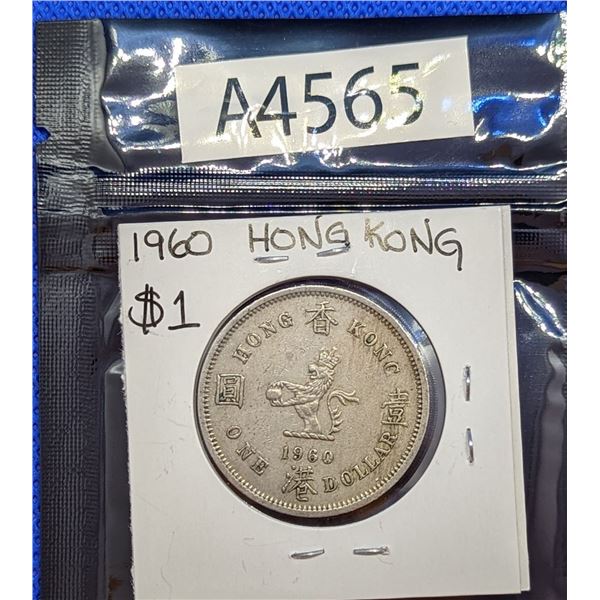 A4565
1960 HONG KONG
$1
HONG 香 KONG
圓 壹
1960
ONE 港 DOLLAR